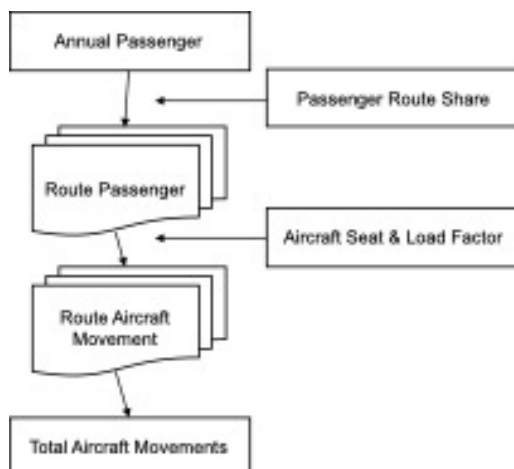 Annual Passenger
Passenger Route Share
Route Passenger
Aircraft Seat & Load Factor
Route Aircraft
Movement
Total Aircraft Movements